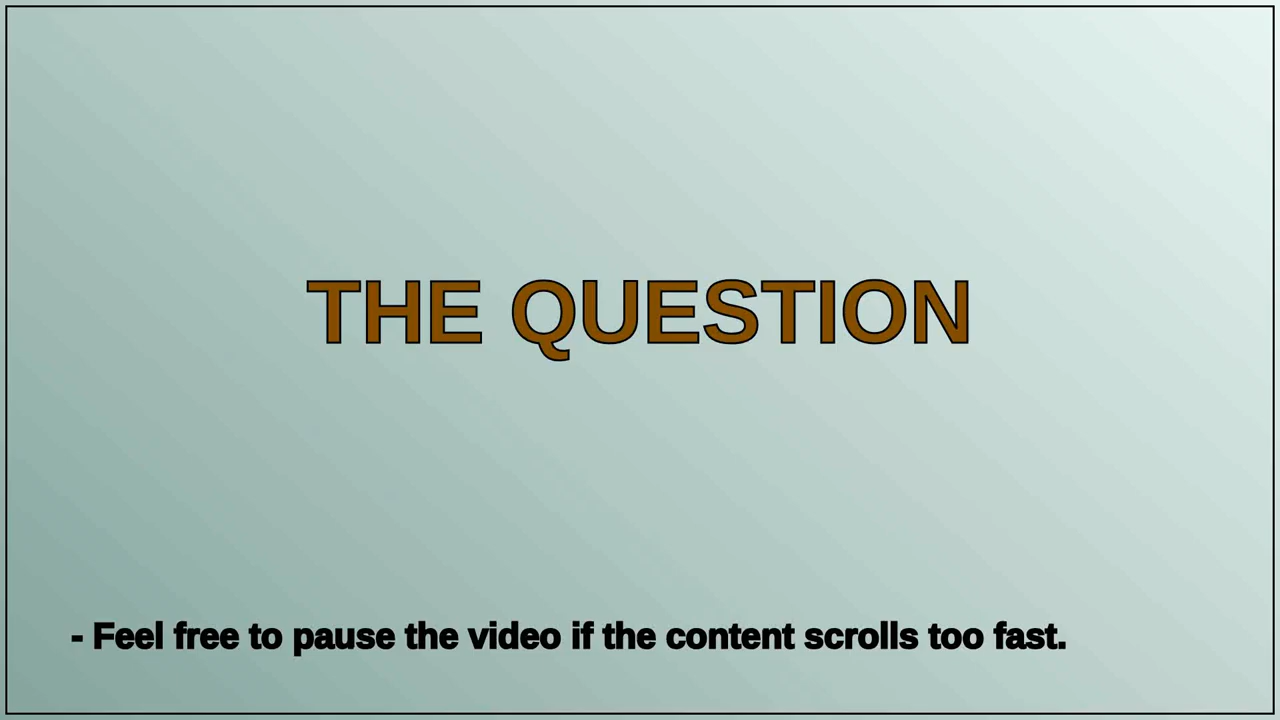 THE QUESTION
- Feel free to pause the video if the content scrolls too fast.